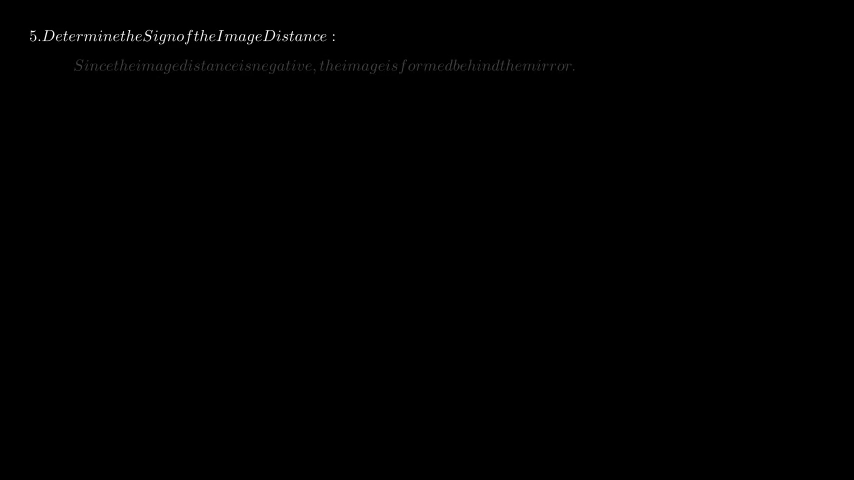 5.DeterminetheSignoftheImageDistance:
Sincetheimagedistanceisnegative,theimageisformedbehindthemirror.